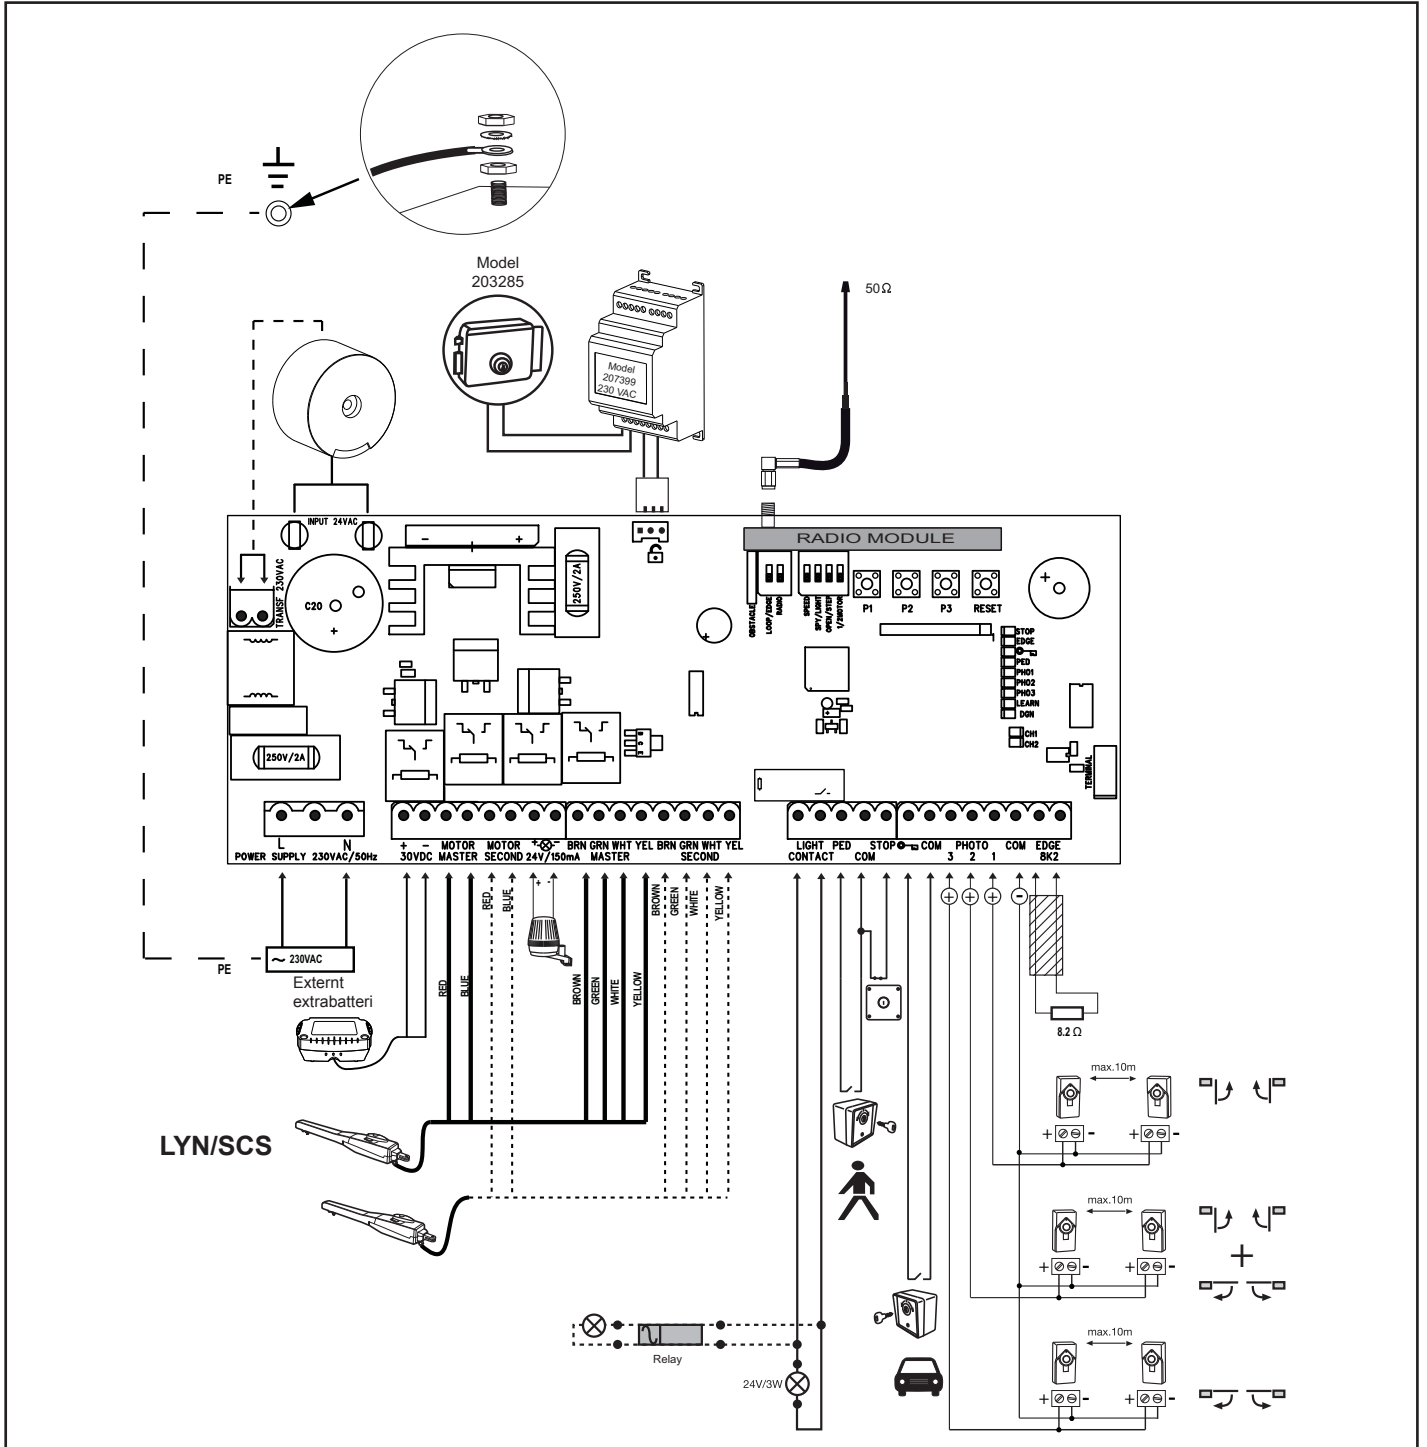 PE
Model
203285
50Ω
Model
207399
230 VAC
INPUT 24VAC
RADIO MODULE
TRANSF 230VAC
C20
+
-
+
250V/2A
+
OBSTACLE
LOOP/EDGE
RADIO
SPEED
SPY/LIGHT
OPEN/STEP
1/2MOTOR
P1
P2
P3
RESET
+
1
STOP
EDGE
PED
PHO1
PHO2
PHO3
LEARN
DGN
CH1
CH2
TERMINAL
B
C
E
250V/2A
L
N
POWER SUPPLY 230VAC/50Hz
+ - MOTOR MOTOR + - BRN GRN WHT YEL BRN GRN WHT YEL
30VDC MASTER SECOND 24V/150mA MASTER SECOND
LIGHT PED STOP COM PHOTO COM EDGE
CONTACT COM 3 2 1 8K2
RED
BLUE
+ -
BROWN
GREEN
WHITE
YELLOW
+ + + -
PE
~ 230VAC
Externt
extrabatteri
RED
BLUE
BROWN
GREEN
WHITE
YELLOW
8.2 Ω
max.10m
+ - + -
LYN/SCS
max.10m
+
+ - + -
max.10m
Relay
24V/3W
+ - + -